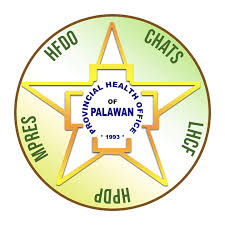 HFDO
CHATS
LHCF
HPDP
MPRES
PROVINCIAL HEALTH OFFICE
OF
PALAWAN
* 1993 *